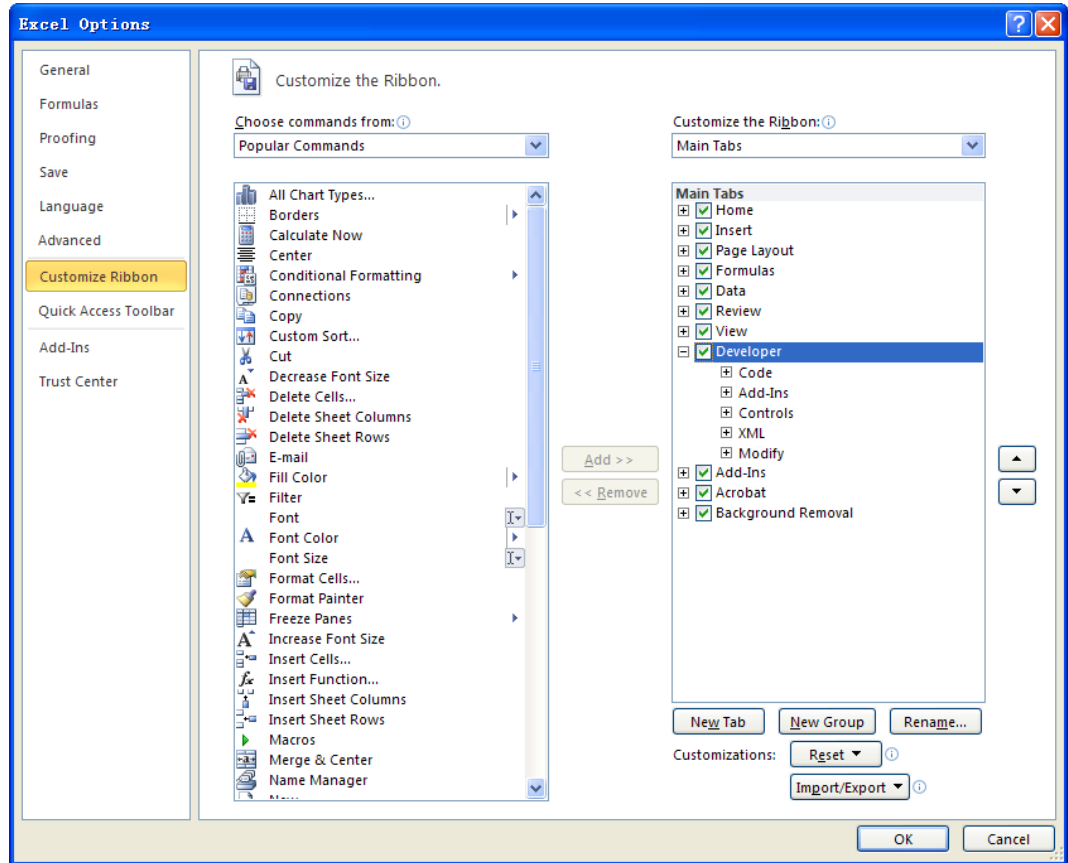 Excel Options
General
Formulas
Proofing
Save
Language
Advanced
Customize Ribbon
Quick Access Toolbar
Add-Ins
Trust Center
Customize the Ribbon.
Choose commands from:
Popular Commands
All Chart Types...
Borders
Calculate Now
Center
Conditional Formatting
Connections
Copy
Custom Sort...
Cut
Decrease Font Size
Delete Cells...
Delete Sheet Columns
Delete Sheet Rows
E-mail
Fill Color
Filter
Font
Font Color
Font Size
Format Cells...
Format Painter
Freeze Panes
Increase Font Size
Insert Cells...
Insert Function...
Insert Sheet Columns
Insert Sheet Rows
Macros
Merge & Center
Name Manager
Add >>
<< Remove
Customize the Ribbon:
Main Tabs
Main Tabs
Home
Insert
Page Layout
Formulas
Data
Review
View
Developer
Code
Add-Ins
Controls
XML
Modify
Add-Ins
Acrobat
Background Removal
New Tab New Group Rename...
Customizations: Reset
Import/Export
OK Cancel